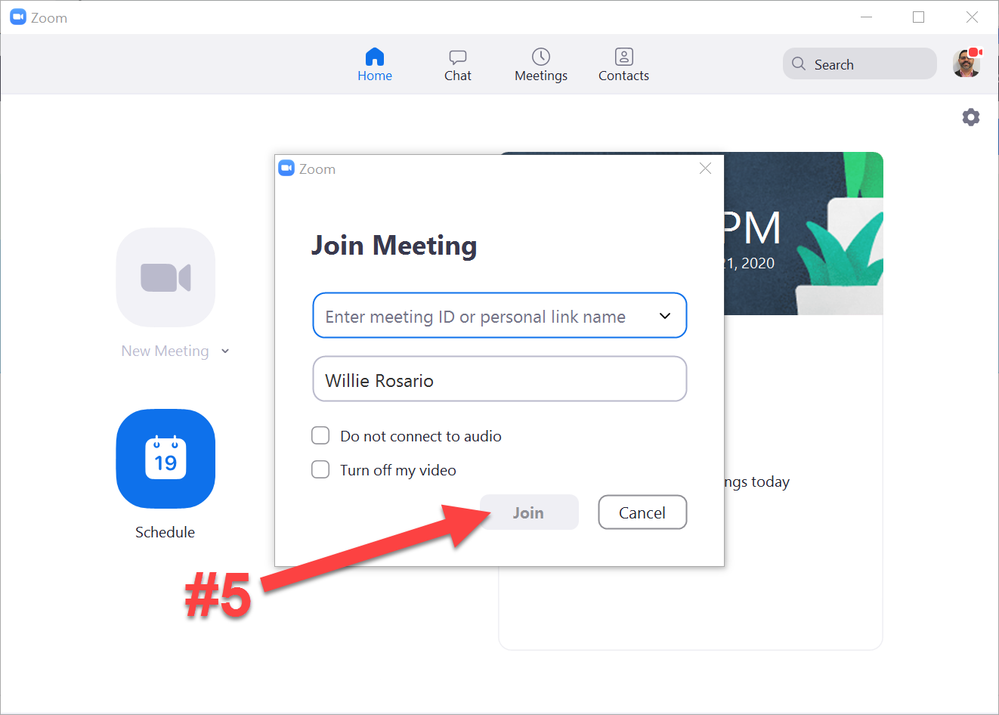 Zoom
Home
Chat
Meetings
Contacts
Search
Zoom
PM
21, 2020
Join Meeting
Enter meeting ID or personal link name
Willie Rosario
New Meeting
Do not connect to audio
Turn off my video
19
ngs today
Join
Cancel
Schedule
#5